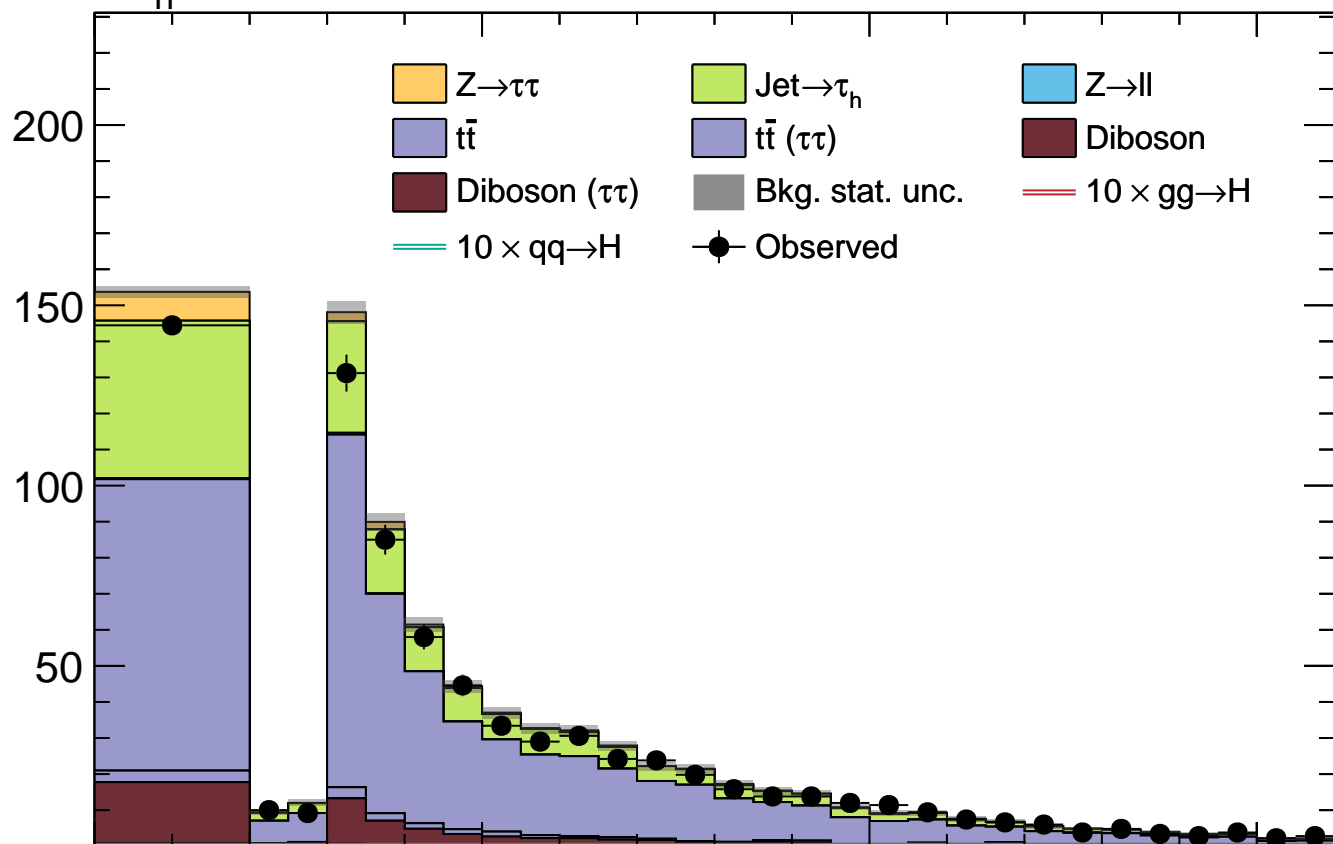 Z→ττ Jet→τh Z→ll
tt̄ tt̄ (ττ) Diboson
Diboson (ττ) Bkg. stat. unc. 10 × gg→H
10 × qq→H Observed
200
150
100
50